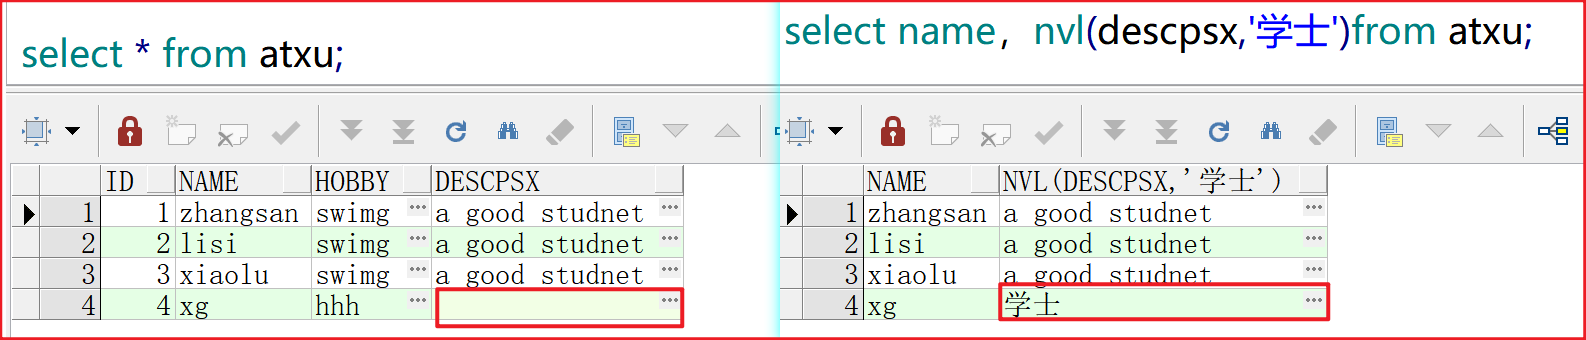 select * from atxu;
ID NAME HOBBY DESCPSX
1 1 zhangsan swimg ··· a good studnet ···
2 2 lisi swimg ··· a good studnet ···
3 3 xiaolu swimg ··· a good studnet ···
4 4 xg hhh ··· ···
select name，nvl(descpsx,'学士')from atxu;
NAME NVL(DESCPSX,'学士')
1 zhangsan a good studnet ···
2 lisi a good studnet ···
3 xiaolu a good studnet ···
4 xg 学士 ···